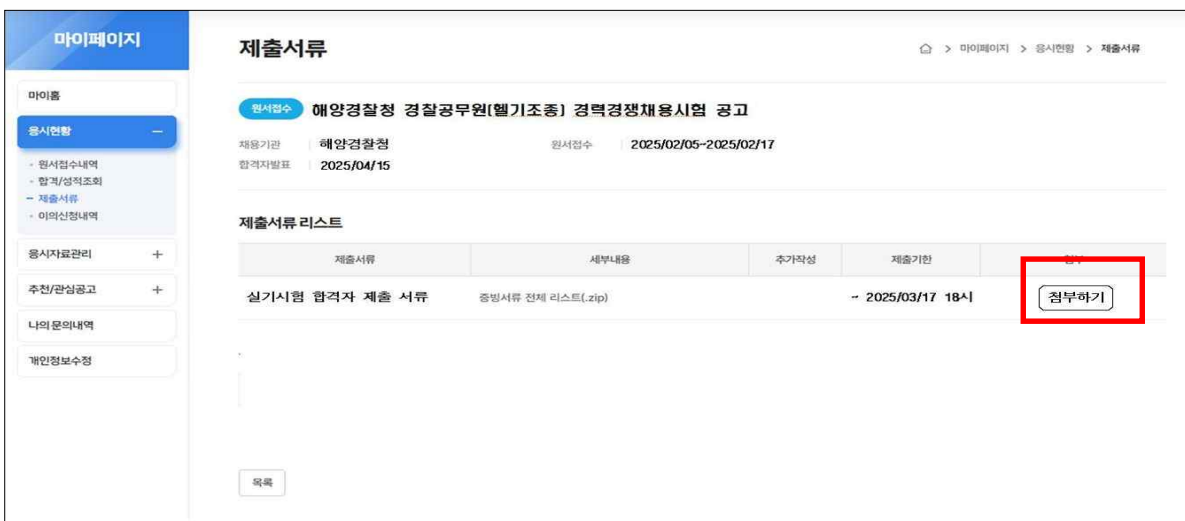 마이페이지
마이홈
응시현황 −
- 원서접수내역
- 합격/성적조회
- 제출서류
- 이의신청내역
응시자료관리 +
추천/관심공고 +
나의 문의내역
개인정보수정
제출서류
> 마이페이지 > 응시현황 > 제출서류
원서접수 해양경찰청 경찰공무원(헬기조종) 경력경쟁채용시험 공고
채용기관 해양경찰청 원서접수 2025/02/05~2025/02/17
합격자발표 2025/04/15
제출서류 리스트
제출서류 세부내용 추가작성 제출기한 첨부
실기시험 합격자 제출 서류 증빙서류 전체 리스트(.zip) ~ 2025/03/17 18시 첨부하기
목록